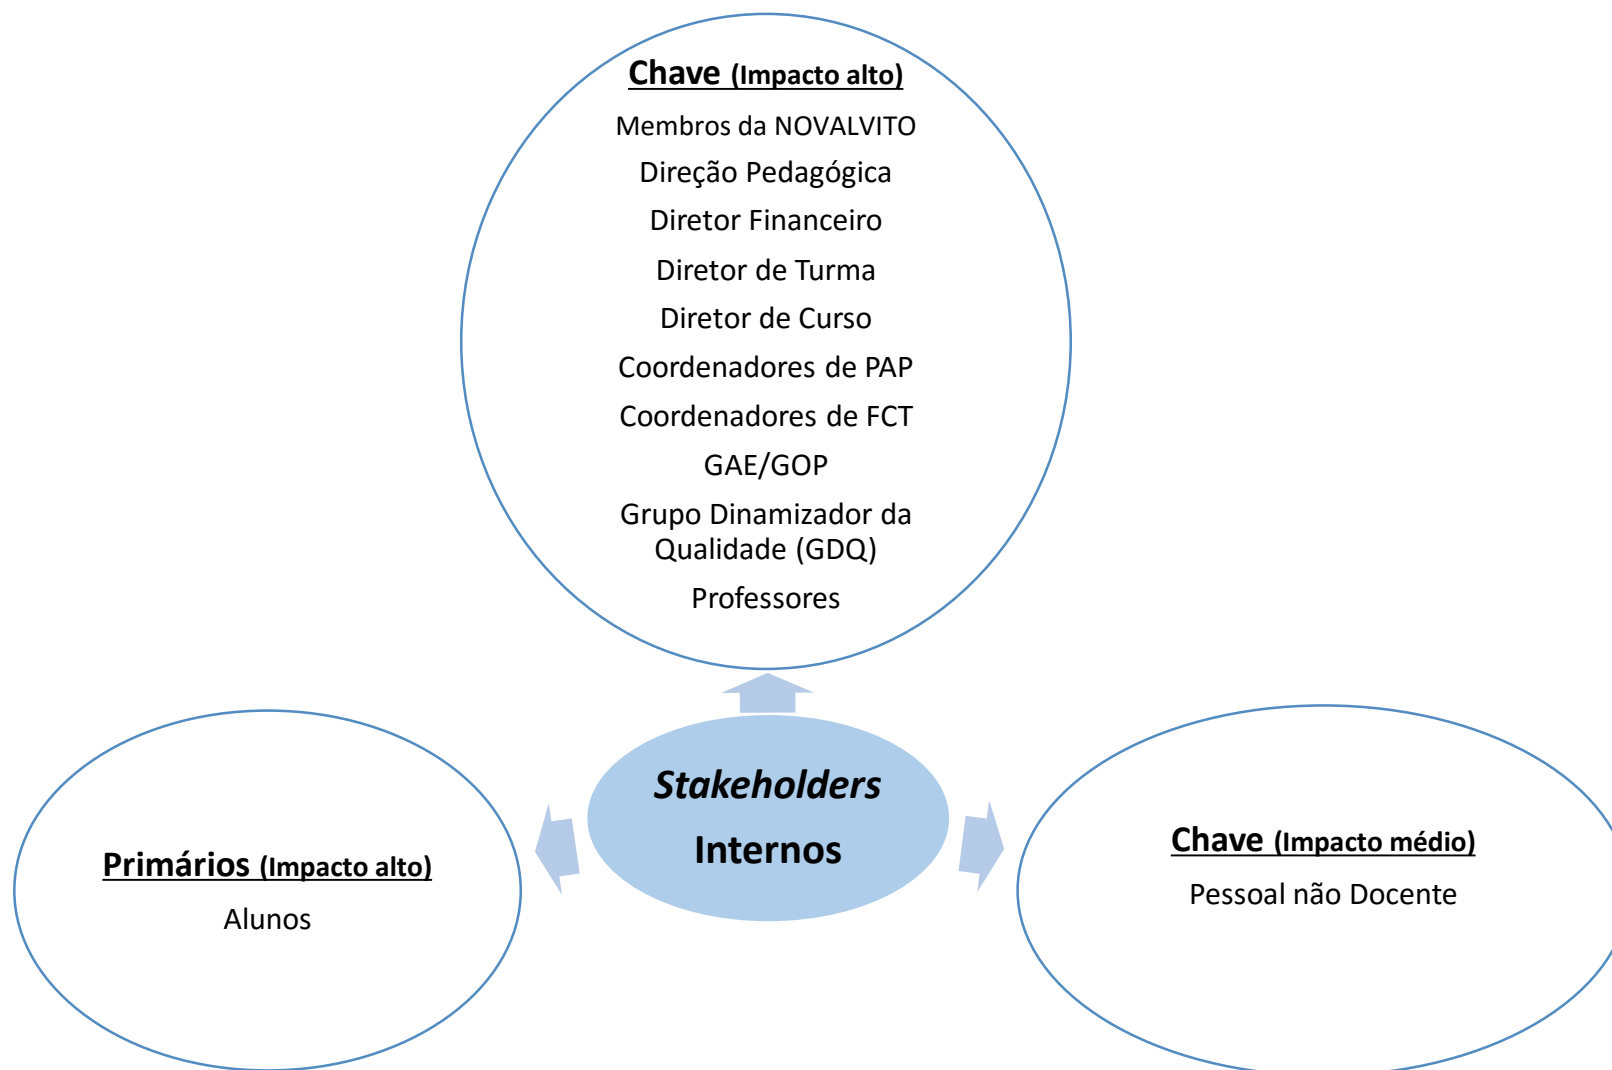 Chave (Impacto alto)
Membros da NOVALVITO
Direção Pedagógica
Diretor Financeiro
Diretor de Turma
Diretor de Curso
Coordenadores de PAP
Coordenadores de FCT
GAE/GOP
Grupo Dinamizador da
Qualidade (GDQ)
Professores
Stakeholders
Internos
Primários (Impacto alto)
Alunos
Chave (Impacto médio)
Pessoal não Docente